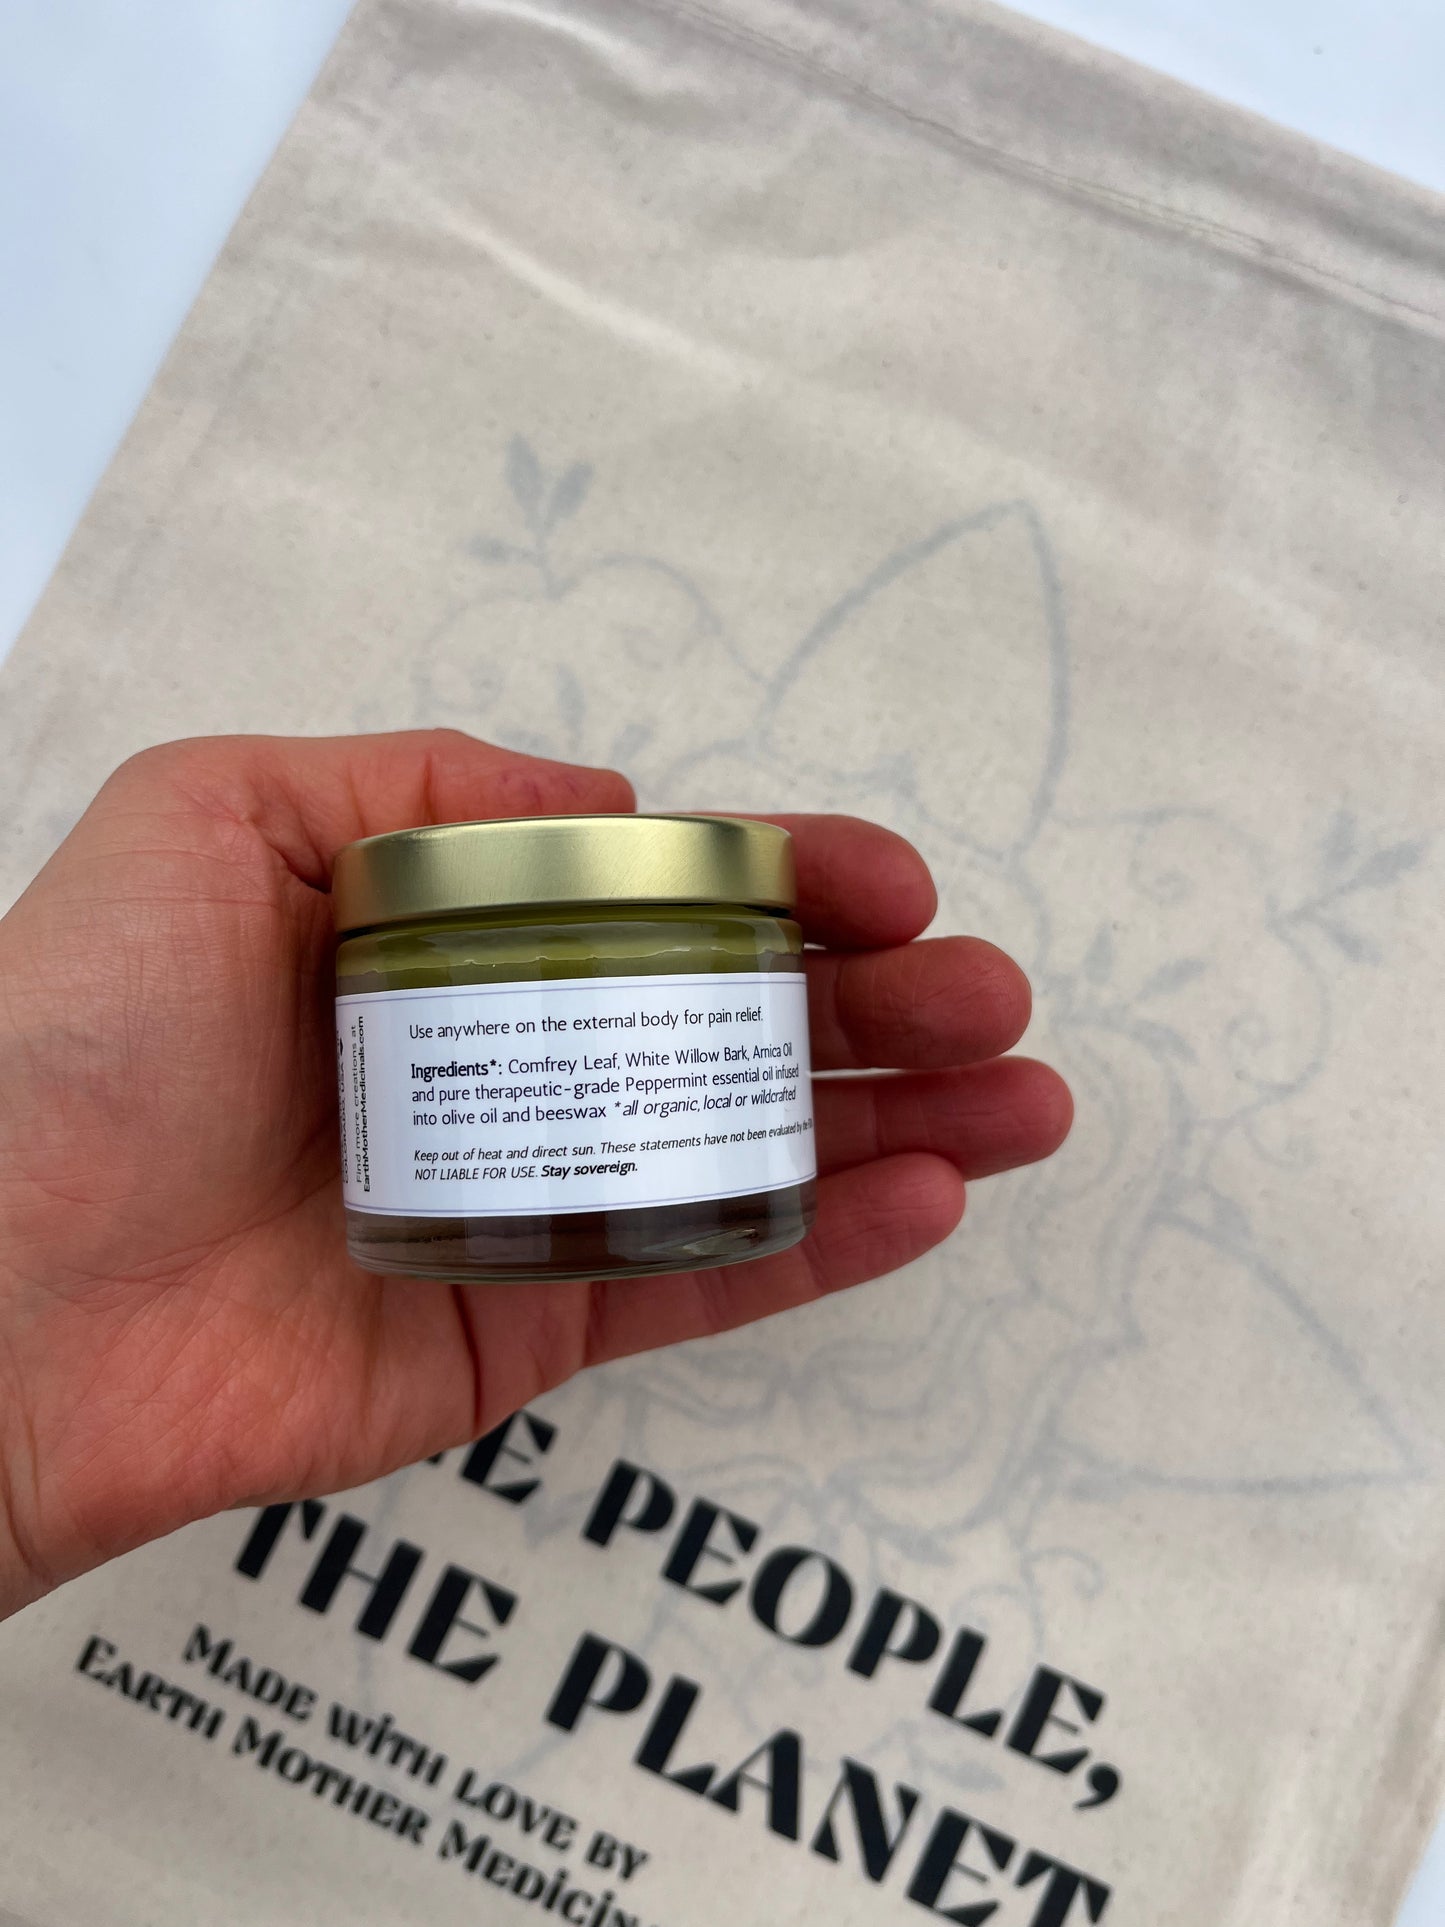 Use anywhere on the external body for pain relief.
Ingredients*: Comfrey Leaf, White Willow Bark, Arnica Oil
and pure therapeutic-grade Peppermint essential oil infused
into olive oil and beeswax *all organic, local or wildcrafted
Keep out of heat and direct sun. These statements have not been evaluated by the
NOT LIABLE FOR USE. Stay sovereign.
COLORADO, USA
Find more creations at
EarthMotherMedicinals.com
PEOPLE,
THE PLANET
MADE WITH LOVE BY
EARTH MOTHER